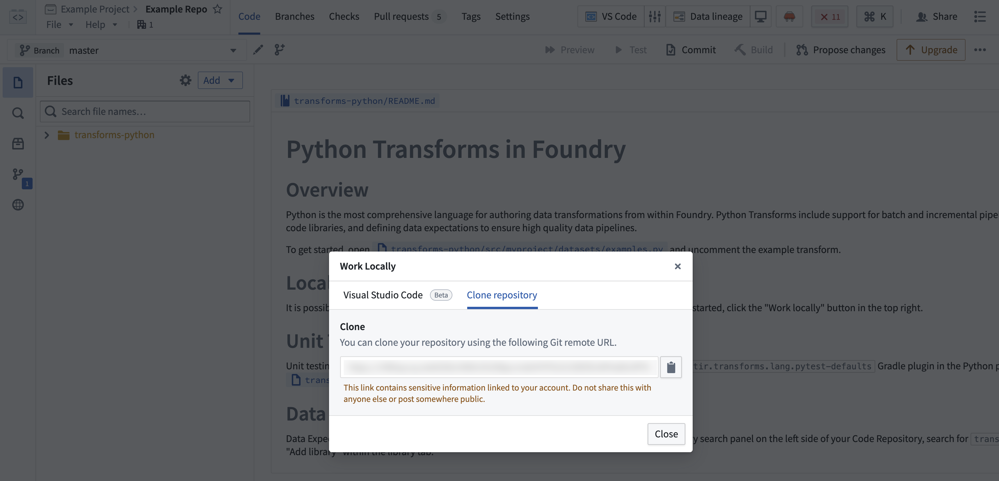 Example Project > Example Repo
File Help 1
Code Branches Checks Pull requests 5 Tags Settings
VS Code Data lineage 11 ⌘ K Share
Branch master
Preview Test Commit Build Propose changes Upgrade
Files Add
Search file names...
transforms-python
1
transforms-python/README.md
Python Transforms in Foundry
Overview
Python is the most comprehensive language for authoring data transformations from within Foundry. Python Transforms include support for batch and incremental pipe
code libraries, and defining data expectations to ensure high quality data pipelines.
To get started, open transforms-python/src/myproject/datasets/examples.py and uncomment the example transform.
Work Locally
Visual Studio Code Beta Clone repository
Local
It is possib started, click the "Work locally" button in the top right.
Clone
You can clone your repository using the following Git remote URL.
Unit
Unit testin tir.transforms.lang.pytest-defaults Gradle plugin in the Python p
trans
This link contains sensitive information linked to your account. Do not share this with
anyone else or post somewhere public.
Data
Close
Data Expe y search panel on the left side of your Code Repository, search for trans
"Add library" within the library tab.